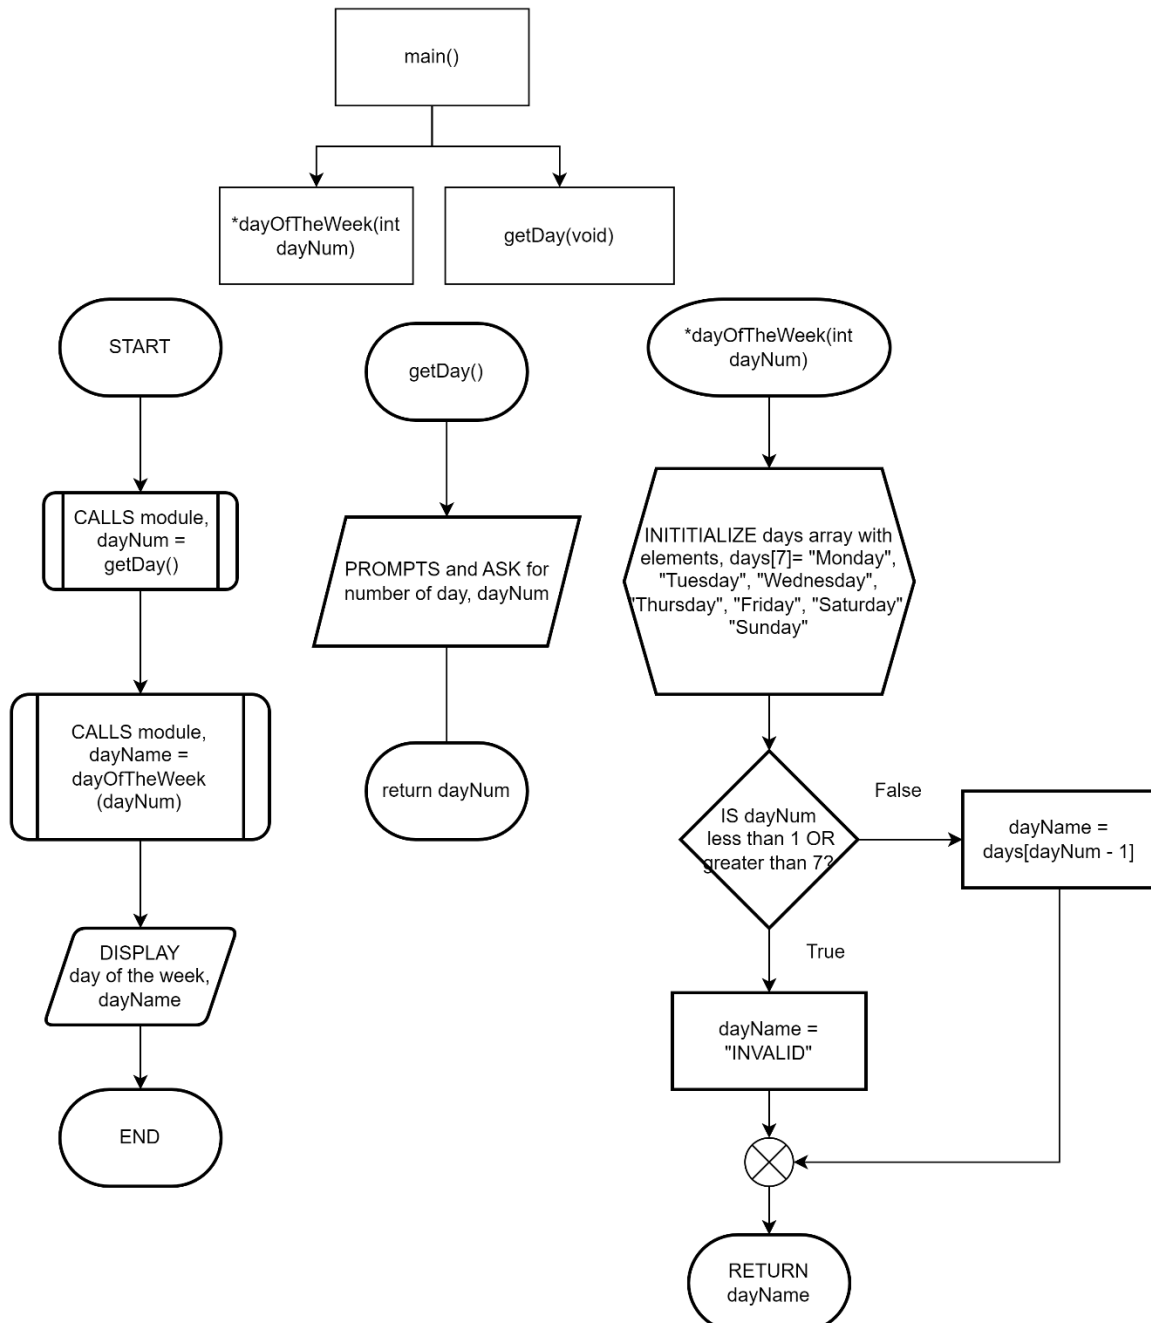 main()
*dayOfTheWeek(int
dayNum)
getDay(void)
START
CALLS module,
dayNum =
getDay()
CALLS module,
dayName =
dayOfTheWeek
(dayNum)
DISPLAY
day of the week,
dayName
END
getDay()
PROMPTS and ASK for
number of day, dayNum
return dayNum
*dayOfTheWeek(int
dayNum)
INITITIALIZE days array with
elements, days[7]= "Monday",
"Tuesday", "Wednesday",
"Thursday", "Friday", "Saturday"
"Sunday"
IS dayNum
less than 1 OR
greater than 7?
False
dayName =
days[dayNum - 1]
True
dayName =
"INVALID"
RETURN
dayName